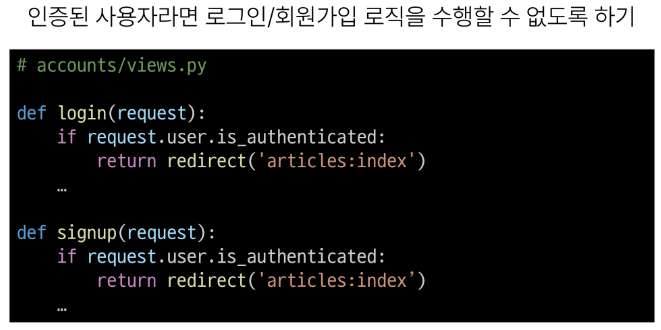 인증된 사용자라면 로그인/회원가입 로직을 수행할 수 없도록 하기
# accounts/views.py
def login(request):
    if request.user.is_authenticated:
        return redirect('articles:index')
    …
def signup(request):
    if request.user.is_authenticated:
        return redirect('articles:index’)
    …